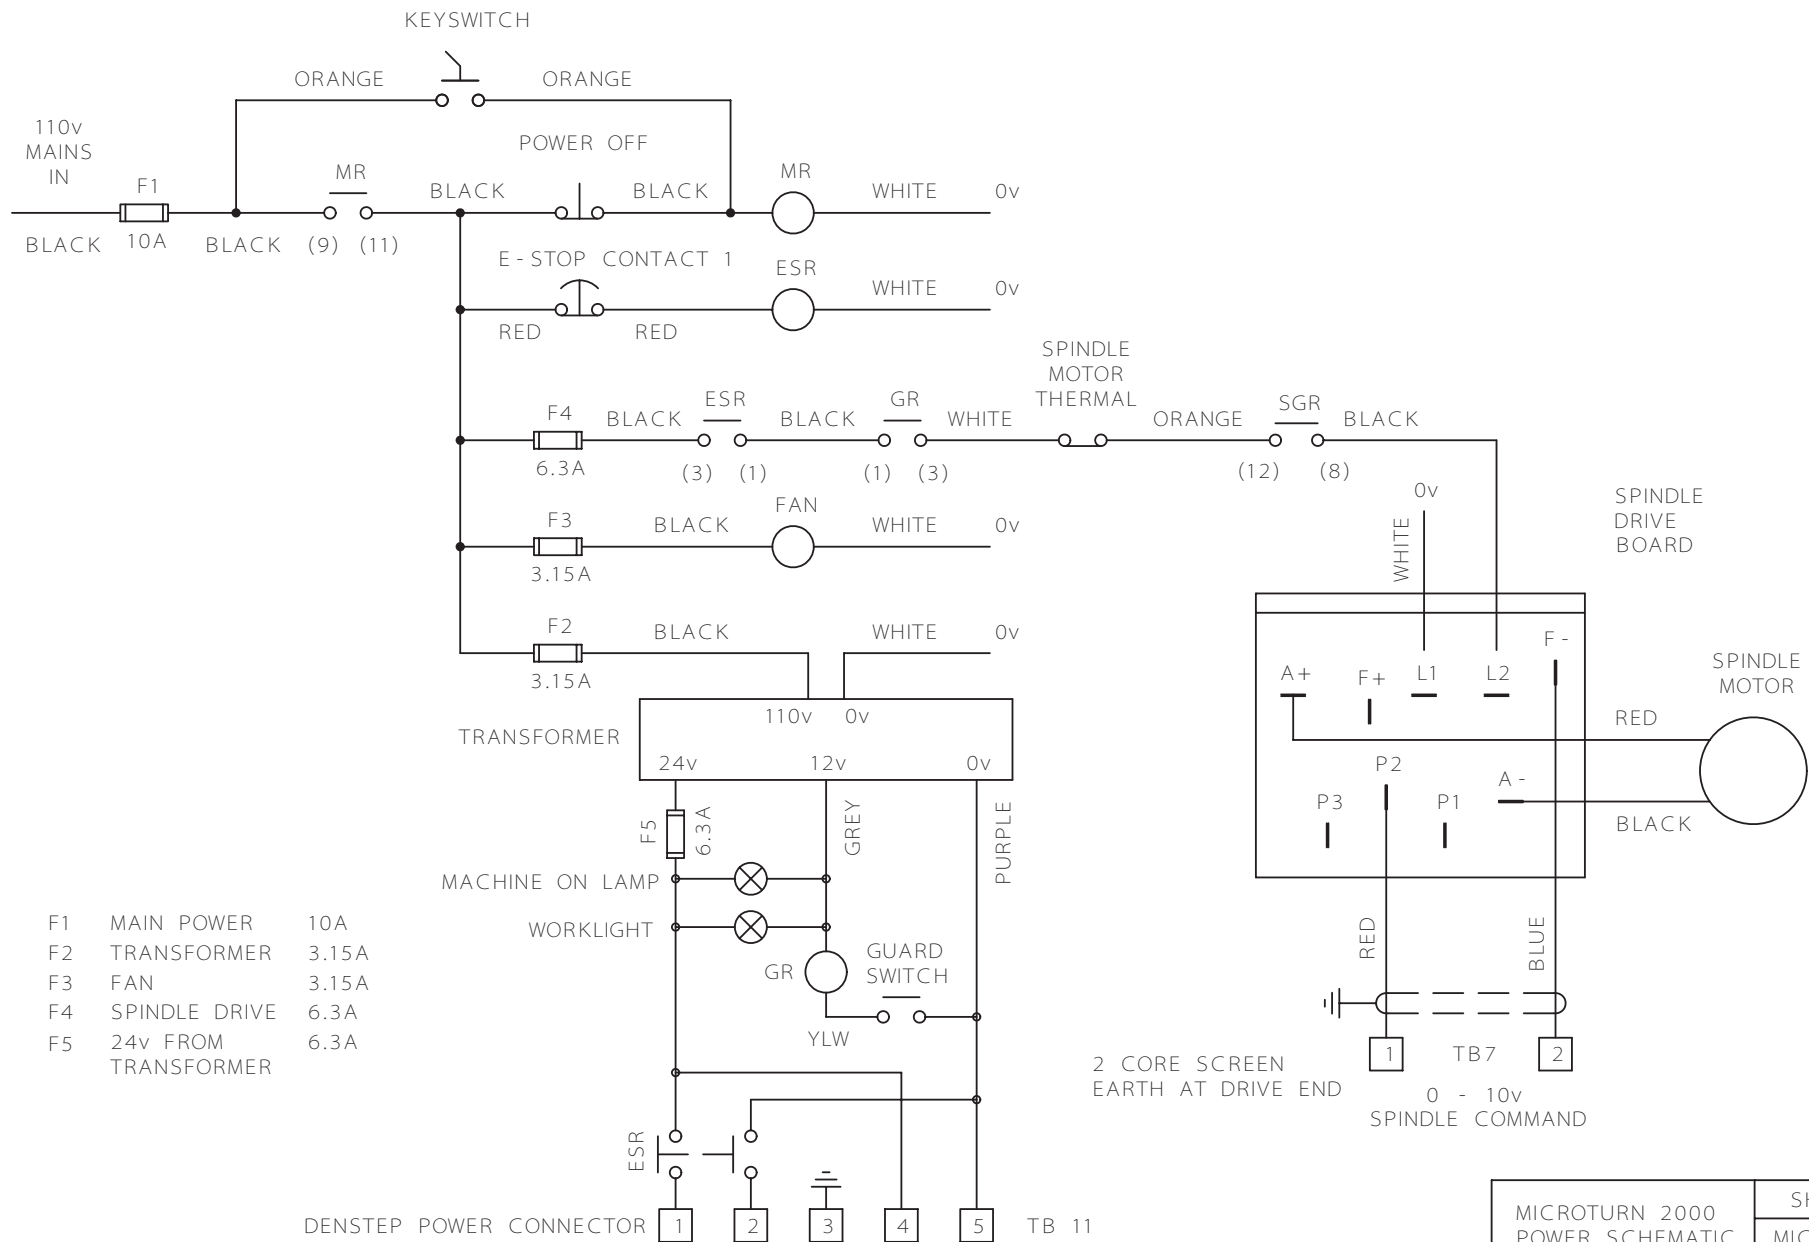 KEYSWITCH
ORANGE ORANGE
110v
MAINS
IN
F1
MR
BLACK
POWER OFF
BLACK
MR
WHITE 0v
BLACK 10A BLACK (9) (11)
E-STOP CONTACT 1
ESR
WHITE 0v
RED RED
SPINDLE
MOTOR
THERMAL
F4
BLACK
ESR
BLACK
GR
WHITE
ORANGE
SGR
BLACK
6.3A (3) (1) (1) (3) (12) (8)
F3
BLACK
FAN
WHITE 0v
3.15A
0v
WHITE
SPINDLE
DRIVE
BOARD
F2
BLACK
WHITE 0v
3.15A
TRANSFORMER
110v 0v
24v 12v 0v
F-
A+ F+ L1 L2
SPINDLE
MOTOR
RED
P2
A-
P3 P1
BLACK
F5
6.3A
GREY
PURPLE
MACHINE ON LAMP
WORKLIGHT
GR
GUARD
SWITCH
YLW
F1 MAIN POWER 10A
F2 TRANSFORMER 3.15A
F3 FAN 3.15A
F4 SPINDLE DRIVE 6.3A
F5 24v FROM 6.3A
TRANSFORMER
RED
BLUE
1 TB7 2
2 CORE SCREEN
EARTH AT DRIVE END
0 - 10v
SPINDLE COMMAND
ESR
DENSTEP POWER CONNECTOR 1 2 3 4 5 TB 11
MICROTURN 2000
POWER SCHEMATIC